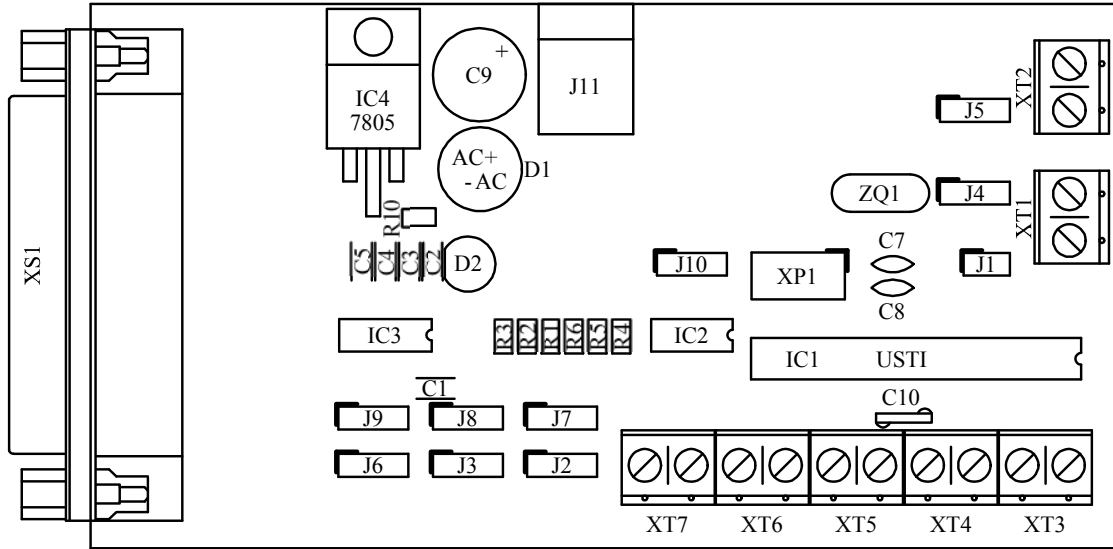 XS1
IC4
7805
C9
+
J11
J5
XT2
AC+
- AC
D1
ZQ1
J4
XT1
R10
C5
C4
C3
C2
D2
J10
XP1
C7
C8
J1
IC3
R3
R2
R1
R6
R5
R4
IC2
IC1 USTI
C1
C10
J9
J8
J7
J6
J3
J2
XT7
XT6
XT5
XT4
XT3